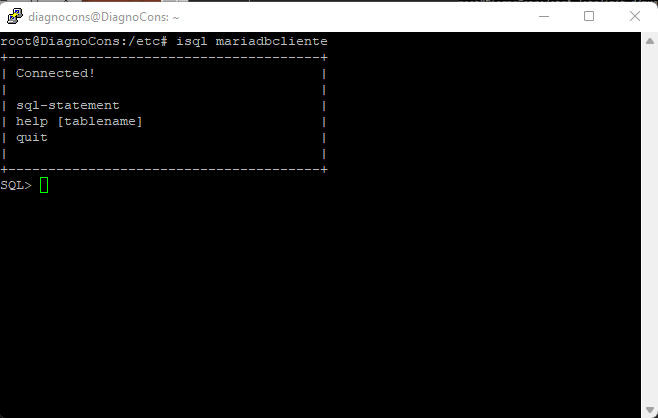 diagnocons@DiagnoCons: ~
root@DiagnoCons:/etc# isql mariadbcliente
+---------------------------------------+
| Connected!                            |
|                                       |
| sql-statement                         |
| help [tablename]                      |
| quit                                  |
|                                       |
+---------------------------------------+
SQL>